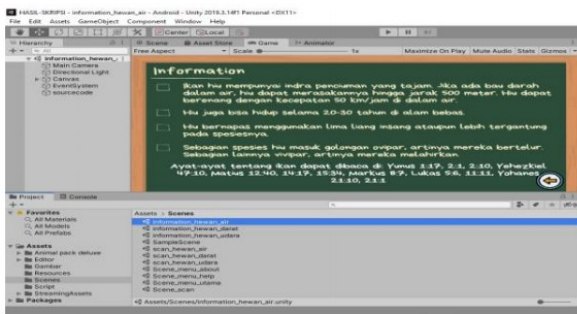 HASIL-SKRIPSI - information_hewan_air - Android - Unity 2019.3.14f1 Personal <DX11>
File Edit Assets GameObject Component Window Help
Center Local
Hierarchy
Scene Asset Store Game Animator
Free Aspect Scale 1x Maximize On Play Mute Audio Stats Gizmos
All
information_hewan_
Main Camera
Directional Light
Canvas
EventSystem
sourcecode
Information
Ikan hiu mempunyai indra penciuman yang tajam. Jika ada bau darah
dalam air, hiu dapat merasakannya hingga jarak 500 meter. Hiu dapat
berenang dengan kecepatan 50 km/jam di dalam air.
Hiu juga bisa hidup selama 20-30 tahun di alam bebas.
Hiu bernapas menggunakan lima liang insang ataupun lebih tergantung
pada spesiesnya.
Sebagian spesies hiu masuk golongan ovipar, artinya mereka bertelur.
Sebagian lainnya vivipar, artinya mereka melahirkan.
Ayat-ayat tentang ikan dapat dibaca di Yunus 1:17, 2:1, 2:10, Yehezkiel
47:10, Matius 12:40, 14:17, 15:34, Markus 8:7, Lukas 5:6, 11:11, Yohanes
21:10, 21:1
Project Console
Favorites
All Materials
All Models
All Prefabs
Assets
Animal pack deluxe
Editor
Gambar
Resources
Scenes
Script
StreamingAssets
Packages
Assets > Scenes
information_hewan_air
information_hewan_darat
information_hewan_udara
SampleScene
scan_hewan_air
scan_hewan_darat
scan_hewan_udara
Scene_menu_about
Scene_menu_help
Scene_menu_utama
Scene_scan
Assets/Scenes/information_hewan_air.unity